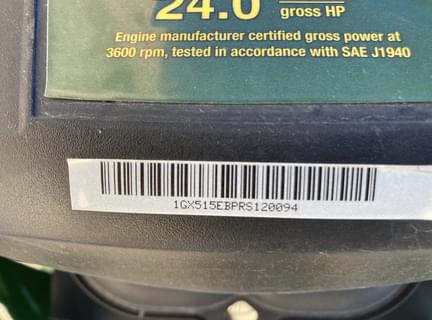 24.0
gross HP
Engine manufacturer certified gross power at
3600 rpm, tested in accordance with SAE J1940
1GX515EBPRS120094